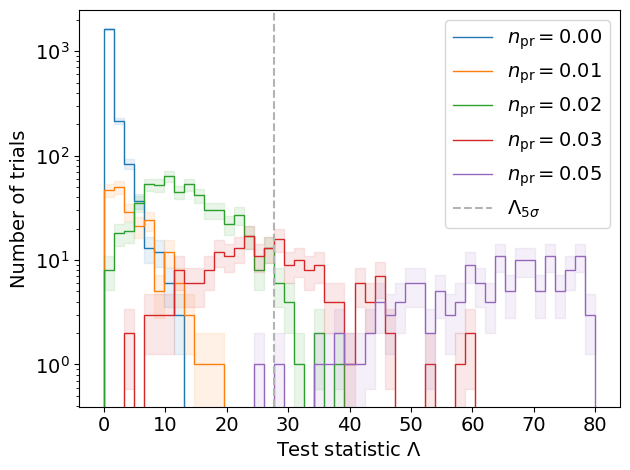 10³
10²
10¹
10⁰
Number of trials
0 10 20 30 40 50 60 70 80
Test statistic Λ
n_pr = 0.00
n_pr = 0.01
n_pr = 0.02
n_pr = 0.03
n_pr = 0.05
Λ_5σ